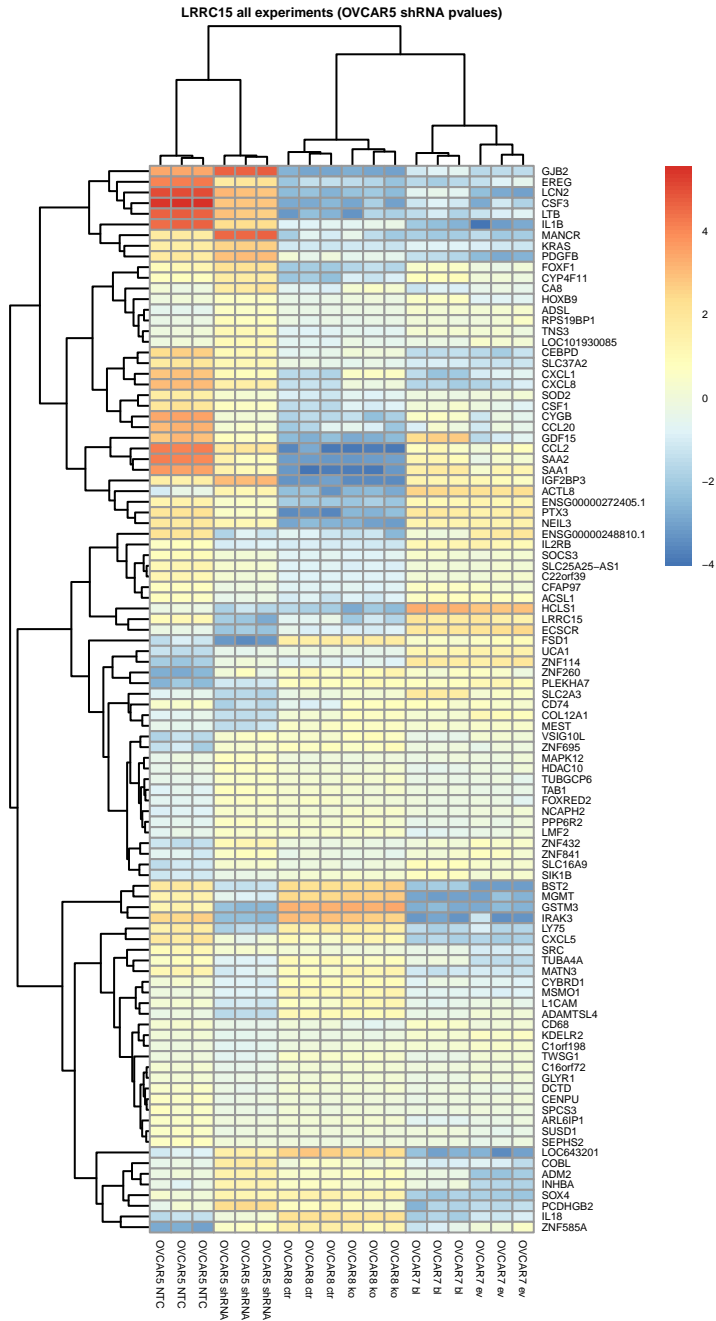 LRRC15 all experiments (OVCAR5 shRNA pvalues)
GJB2
EREG
LCN2
CSF3
LTB
IL1B
MANCR
KRAS
PDGFB
FOXF1
CYP4F11
CA8
HOXB9
ADSL
RPS19BP1
TNS3
LOC101930085
CEBPD
SLC37A2
CXCL1
CXCL8
SOD2
CSF1
CYGB
CCL20
GDF15
CCL2
SAA2
SAA1
IGF2BP3
ACTL8
ENSG00000272405.1
PTX3
NEIL3
ENSG00000248810.1
IL2RB
SOCS3
SLC25A25−AS1
C22orf39
CFAP97
ACSL1
HCLS1
LRRC15
ECSCR
FSD1
UCA1
ZNF114
ZNF260
PLEKHA7
SLC2A3
CD74
COL12A1
MEST
VSIG10L
ZNF695
MAPK12
HDAC10
TUBGCP6
TAB1
FOXRED2
NCAPH2
PPP6R2
LMF2
ZNF432
ZNF841
SLC16A9
SIK1B
BST2
MGMT
GSTM3
IRAK3
LY75
CXCL5
SRC
TUBA4A
MATN3
CYBRD1
MSMO1
L1CAM
ADAMTSL4
CD68
KDELR2
C1orf198
TWSG1
C16orf72
GLYR1
DCTD
CENPU
SPCS3
ARL6IP1
SUSD1
SEPHS2
LOC643201
COBL
ADM2
INHBA
SOX4
PCDHGB2
IL18
ZNF585A
4
2
0
−2
−4
OVCAR5 NTC
OVCAR5 NTC
OVCAR5 NTC
OVCAR5 shRNA
OVCAR5 shRNA
OVCAR5 shRNA
OVCAR8 ctr
OVCAR8 ctr
OVCAR8 ctr
OVCAR8 ko
OVCAR8 ko
OVCAR8 ko
OVCAR7 bl
OVCAR7 bl
OVCAR7 bl
OVCAR7 ev
OVCAR7 ev
OVCAR7 ev